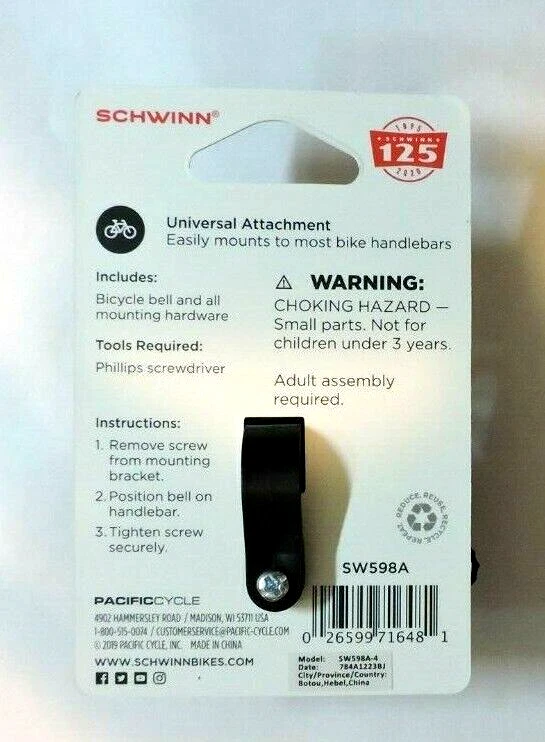 SCHWINN®
1895
SCHWINN
125
2020
Universal Attachment
Easily mounts to most bike handlebars
Includes:
Bicycle bell and all
mounting hardware
Tools Required:
Phillips screwdriver
Instructions:
1. Remove screw
from mounting
bracket.
2. Position bell on
handlebar.
3. Tighten screw
securely.
⚠ WARNING:
CHOKING HAZARD —
Small parts. Not for
children under 3 years.
Adult assembly
required.
REDUCE, REUSE, RECYCLE, REPEAT.
SW598A
PACIFICCYCLE
4902 HAMMERSLEY ROAD / MADISON, WI 53711 USA
1-800-515-0074 / CUSTOMERSERVICE@PACIFIC-CYCLE.COM
© 2019 PACIFIC CYCLE, INC. MADE IN CHINA
WWW.SCHWINNBIKES.COM
0 26599 71648 1
Model: SW598A-4
Date: 784A1223BJ
City/Province/Country:
Botou,Hebei,China